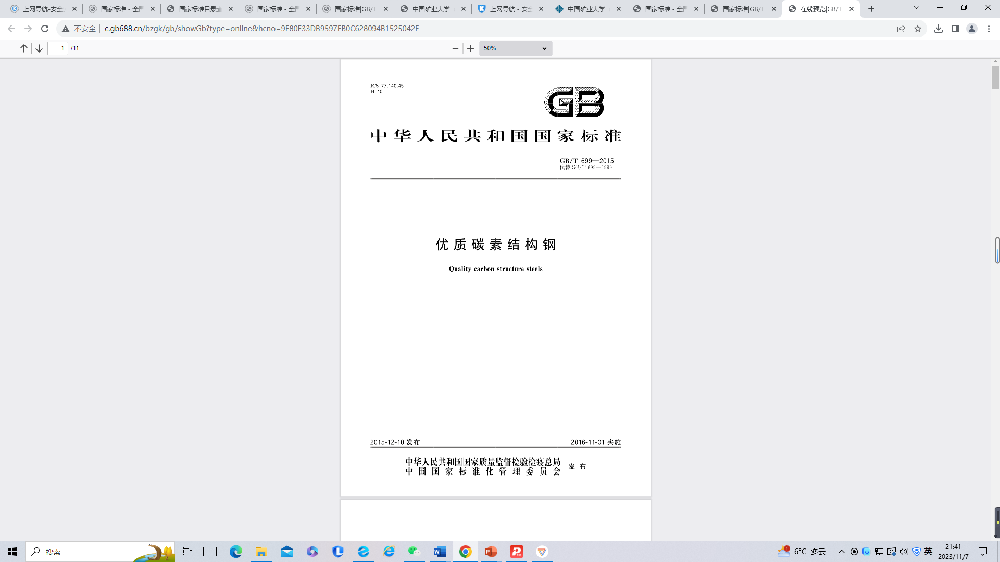 上网导航-安全
国家标准 - 全国
国家标准目录查
国家标准 - 全国
国家标准|GB/T
中国矿业大学
上网导航 - 安全
中国矿业大学
国家标准 - 全国
国家标准|GB/T
在线预览|GB/T
不安全
c.gb688.cn/bzgk/gb/showGb?type=online&hcno=9F80F33DB9597FB0C628094B1525042F
1 /11
50%
ICS 77.140.45
H 40
GB
中华人民共和国国家标准
GB/T 699—2015
代替 GB/T 699—1999
优质碳素结构钢
Quality carbon structure steels
2015-12-10 发布
2016-11-01 实施
中华人民共和国国家质量监督检验检疫总局
中国国家标准化管理委员会
发布
搜索
1
6°C 多云
英
21:41
2023/11/7